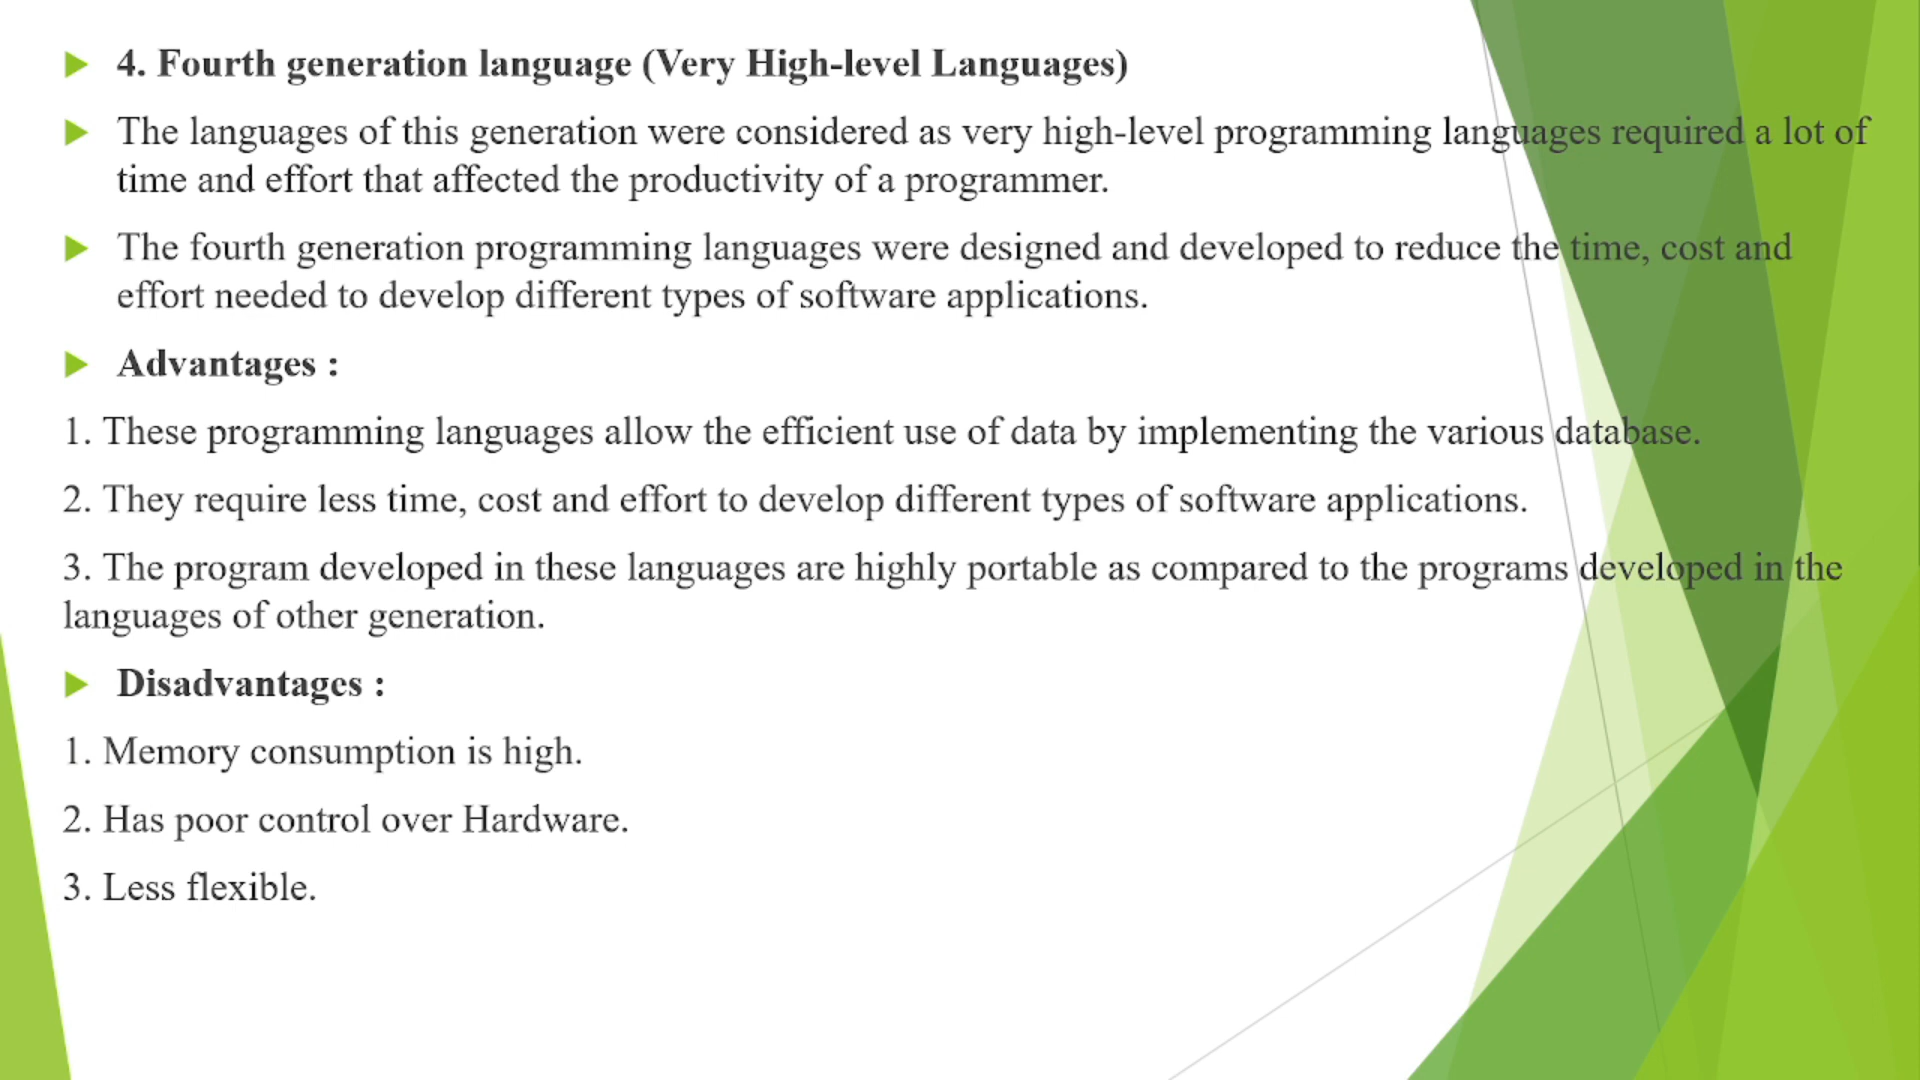 4. Fourth generation language (Very High-level Languages)
The languages of this generation were considered as very high-level programming languages required a lot of
time and effort that affected the productivity of a programmer.
The fourth generation programming languages were designed and developed to reduce the time, cost and
effort needed to develop different types of software applications.
Advantages :
1. These programming languages allow the efficient use of data by implementing the various database.
2. They require less time, cost and effort to develop different types of software applications.
3. The program developed in these languages are highly portable as compared to the programs developed in the
languages of other generation.
Disadvantages :
1. Memory consumption is high.
2. Has poor control over Hardware.
3. Less flexible.